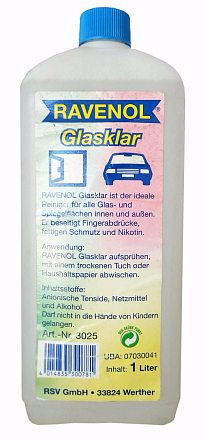 RAVENOL®
Glasklar
RAVENOL Glasklar ist der ideale
Reiniger für alle Glas- und
Spiegelflächen innen und außen.
Er beseitigt Fingerabdrücke,
fettigen Schmutz und Nikotin.
Anwendung:
RAVENOL Glasklar aufsprühen,
mit einem trockenen Tuch oder
Haushaltspapier abwischen.
Inhaltsstoffe:
Anionische Tenside, Netzmittel
und Alkohol.
Darf nicht in die Hände von Kindern
gelangen.
Art.-Nr. 3025
UBA: 07030041
Inhalt: 1 Liter
4 014835 300781
RSV GmbH • 33824 Werther